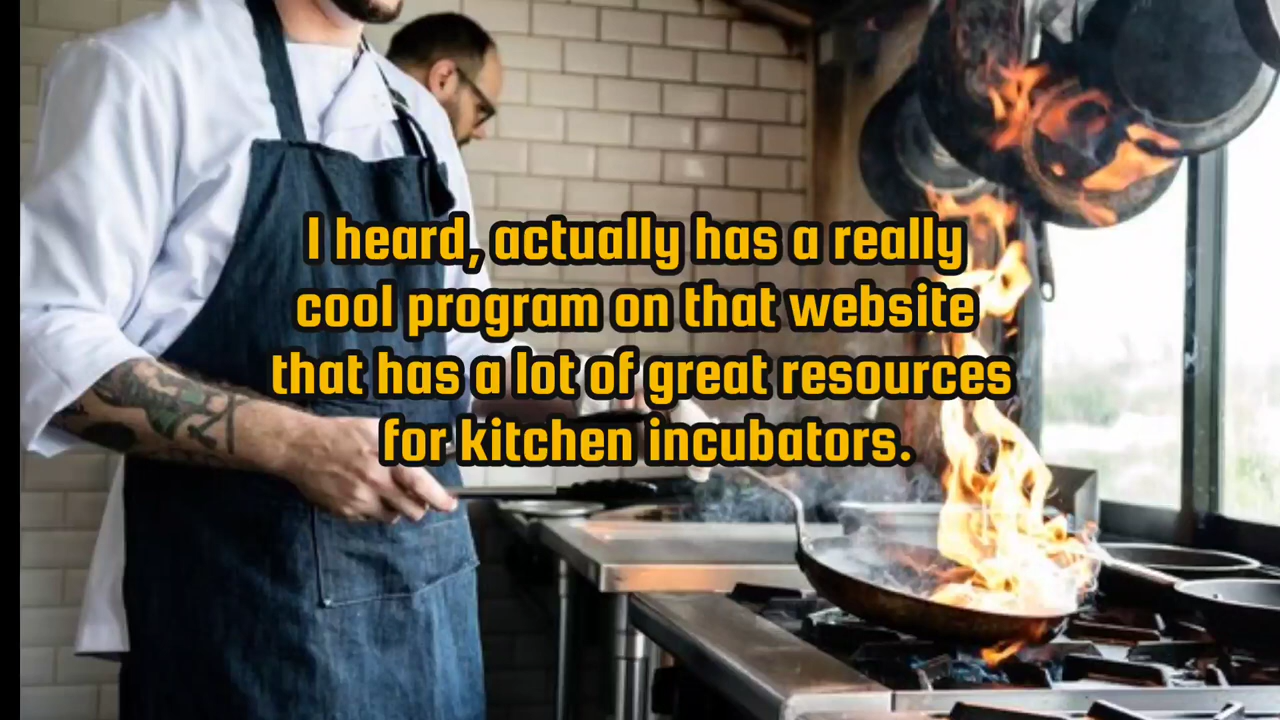 I heard, actually has a really
cool program on that website
that has a lot of great resources
for kitchen incubators.